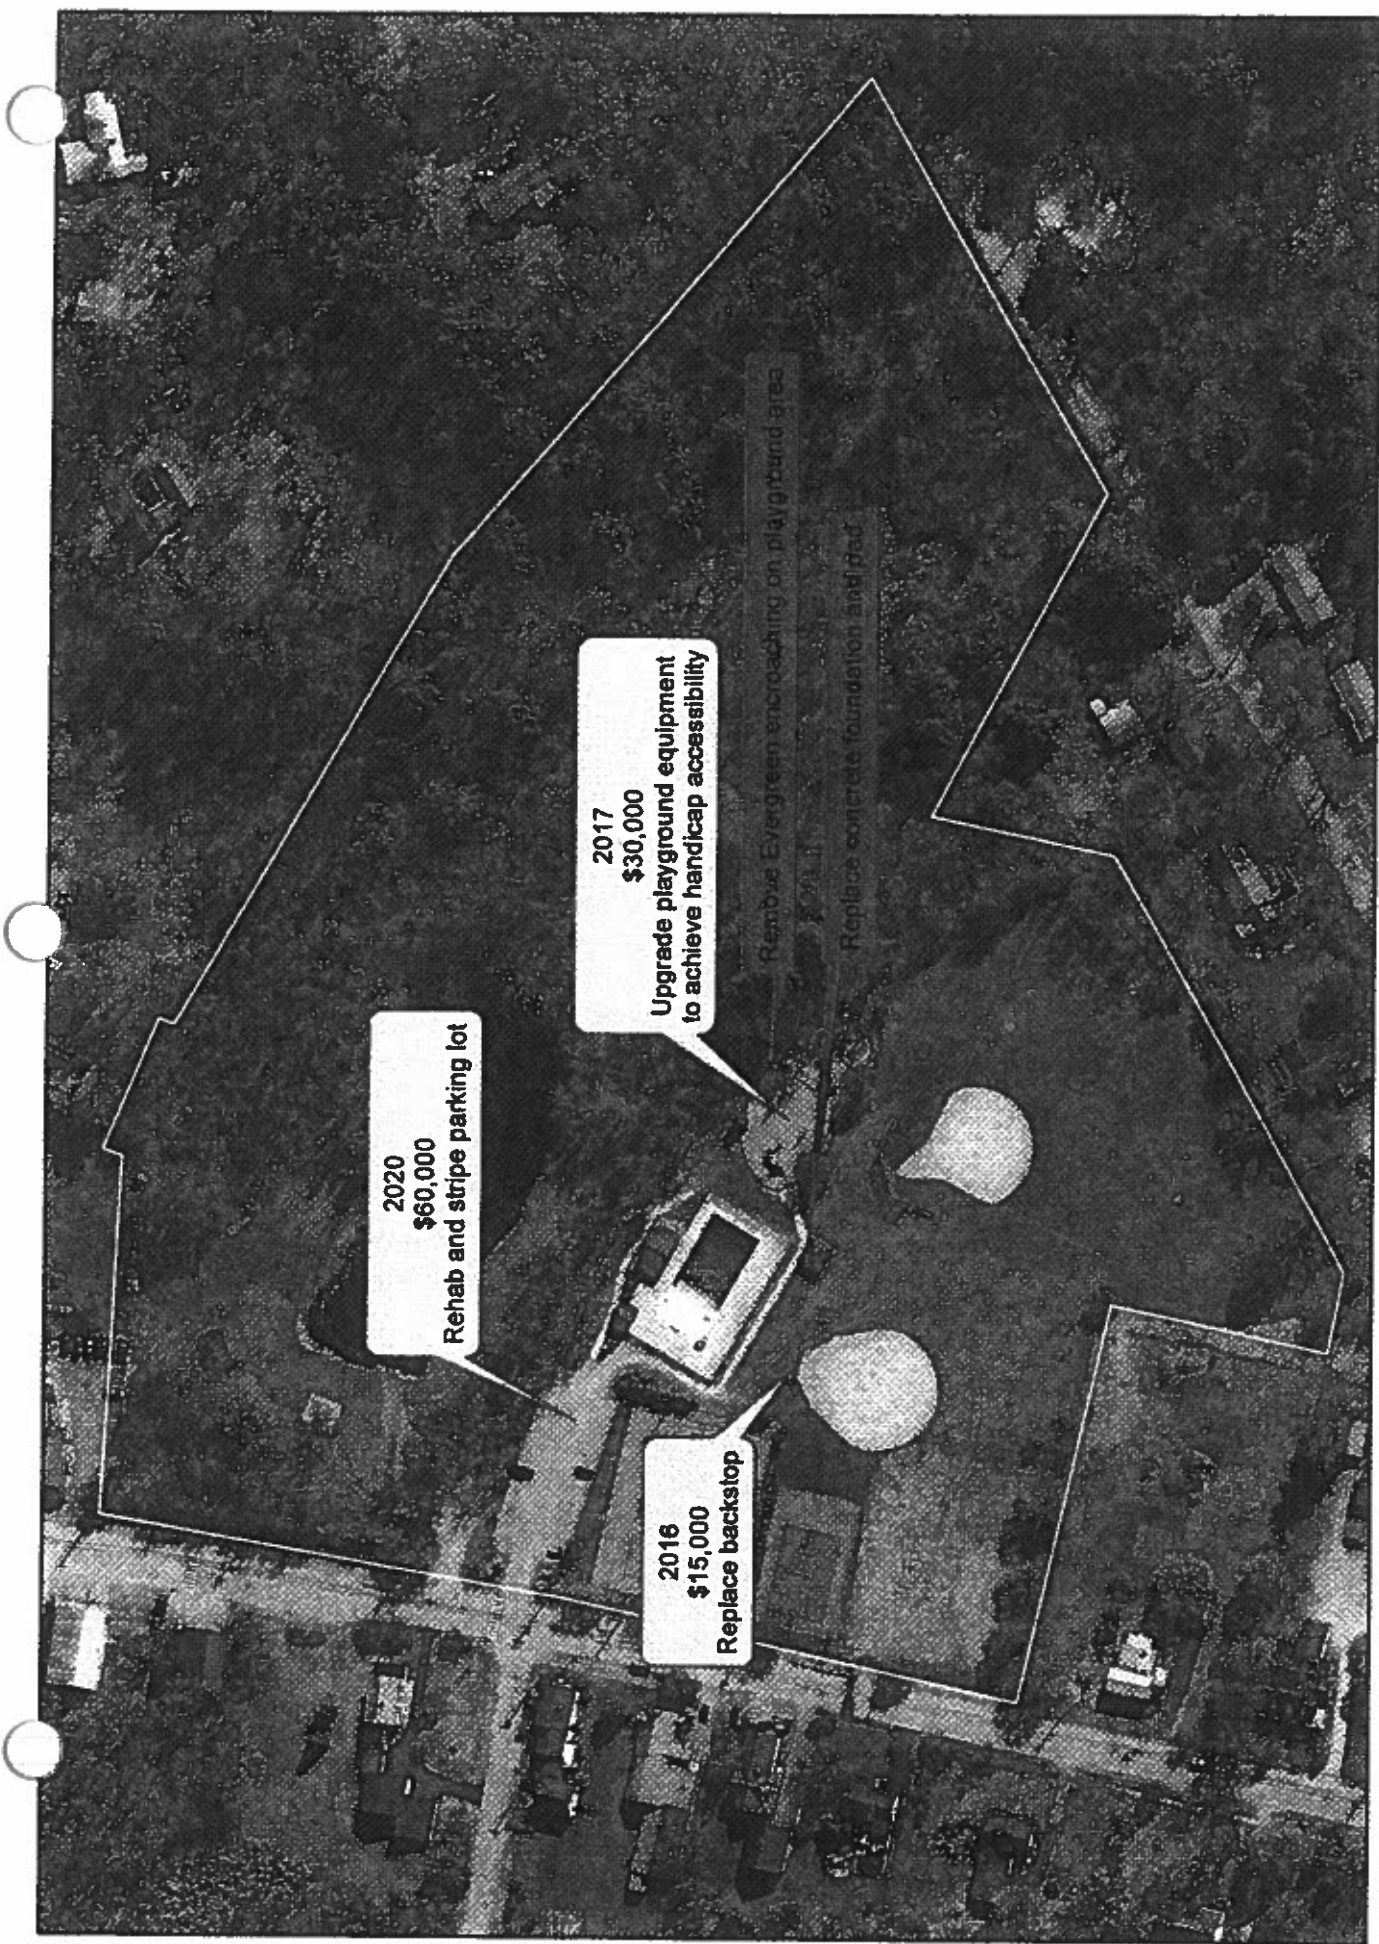 2020
$60,000
Rehab and stripe parking lot
2017
$30,000
Upgrade playground equipment
to achieve handicap accessibility
Remove Evergreen encroaching on playground area
Replace concrete foundation and pad
2016
$15,000
Replace backstop